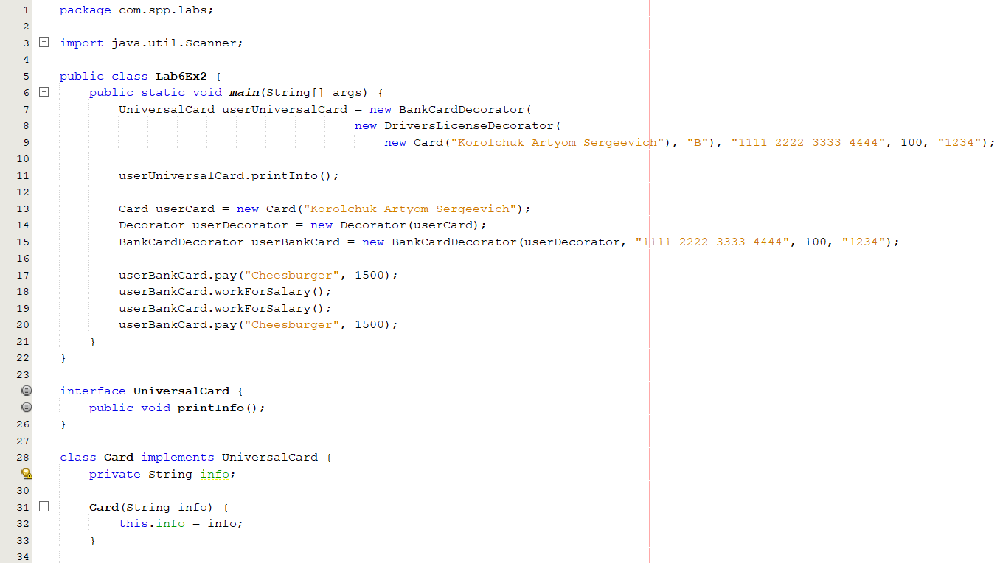 1 package com.spp.labs;
2
3 import java.util.Scanner;
4
5 public class Lab6Ex2 {
6 public static void main(String[] args) {
7 UniversalCard userUniversalCard = new BankCardDecorator(
8 new DriversLicenseDecorator(
9 new Card("Korolchuk Artyom Sergeevich"), "B"), "1111 2222 3333 4444", 100, "1234");
10
11 userUniversalCard.printInfo();
12
13 Card userCard = new Card("Korolchuk Artyom Sergeevich");
14 Decorator userDecorator = new Decorator(userCard);
15 BankCardDecorator userBankCard = new BankCardDecorator(userDecorator, "1111 2222 3333 4444", 100, "1234");
16
17 userBankCard.pay("Cheesburger", 1500);
18 userBankCard.workForSalary();
19 userBankCard.workForSalary();
20 userBankCard.pay("Cheesburger", 1500);
21 }
22 }
23
interface UniversalCard {
public void printInfo();
26 }
27
28 class Card implements UniversalCard {
private String info;
30
31 Card(String info) {
32 this.info = info;
33 }
34